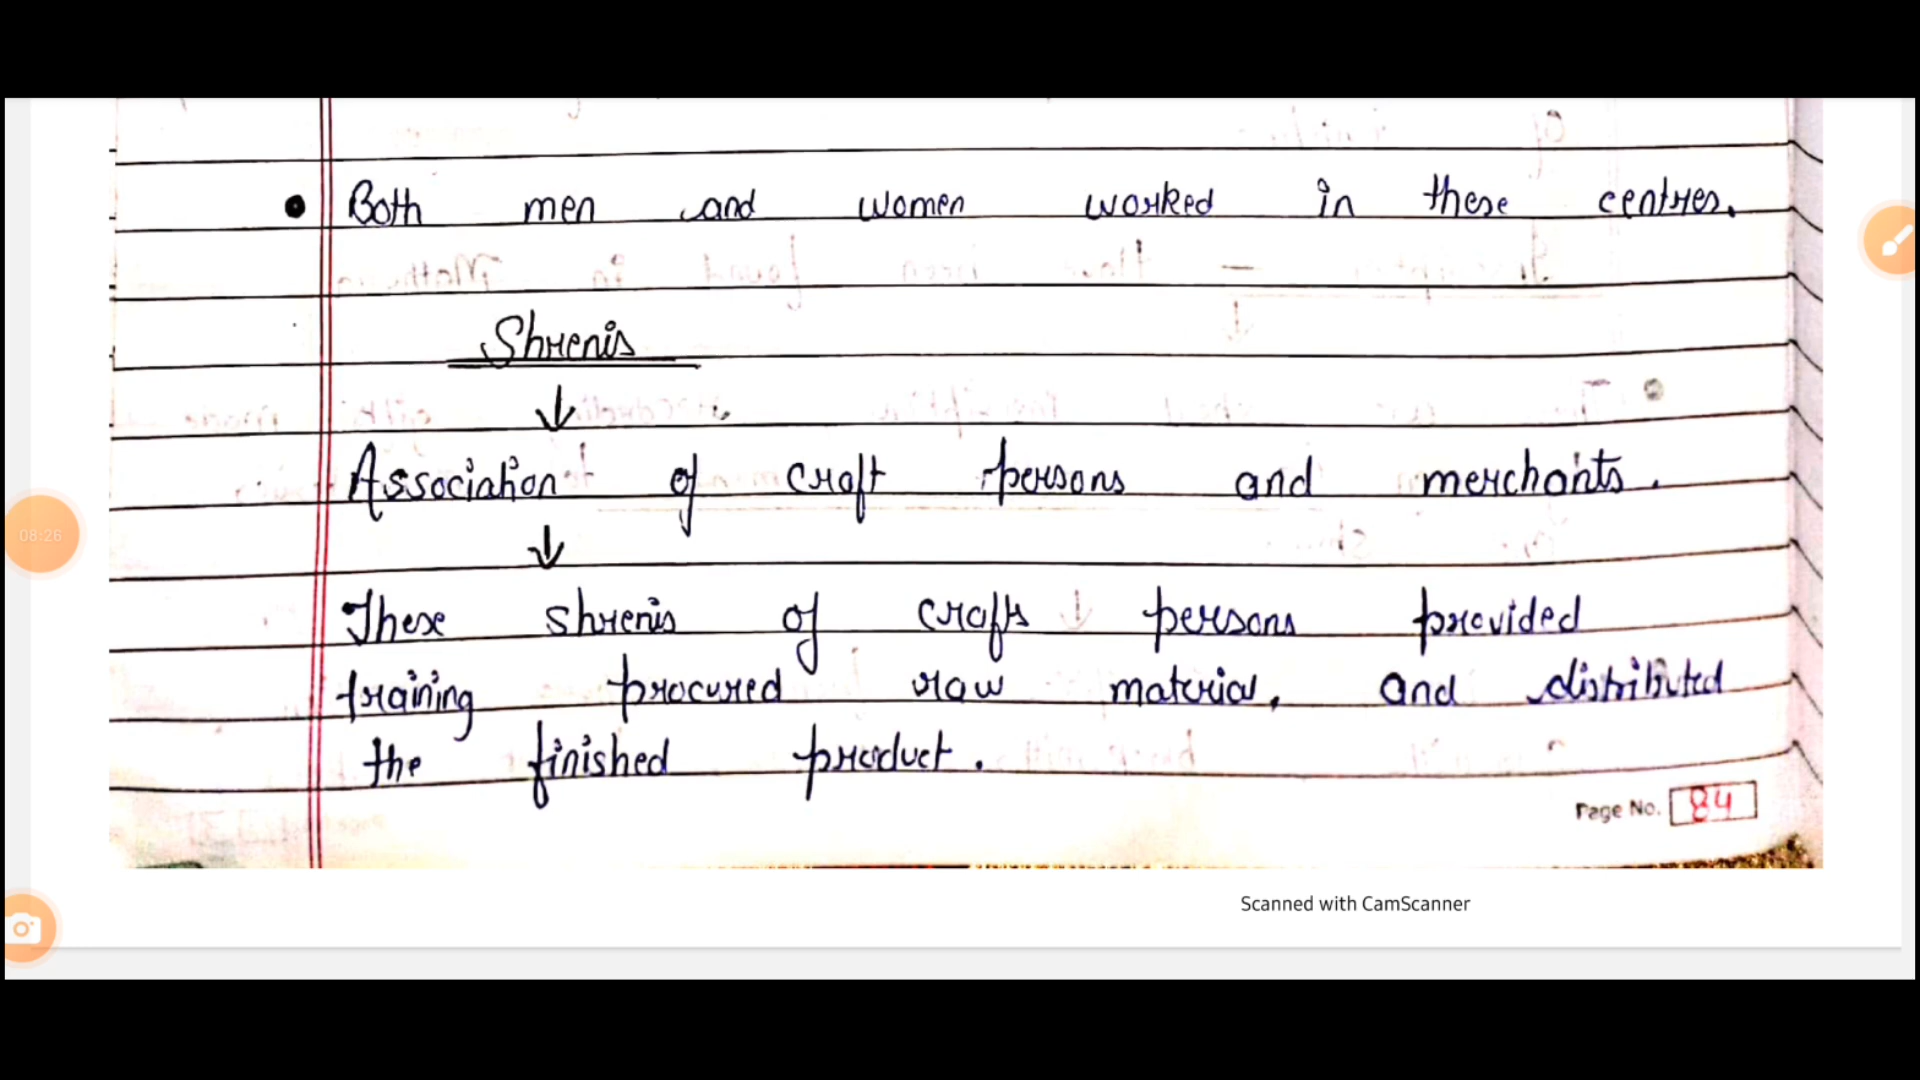 Both men and women worked in these centres.
Shrenis
↓
Association of craft persons and merchants.
↓
These shrenis of crafts persons provided
training procured raw material, and distributed
the finished product.
Page No. 84
Scanned with CamScanner
08:26